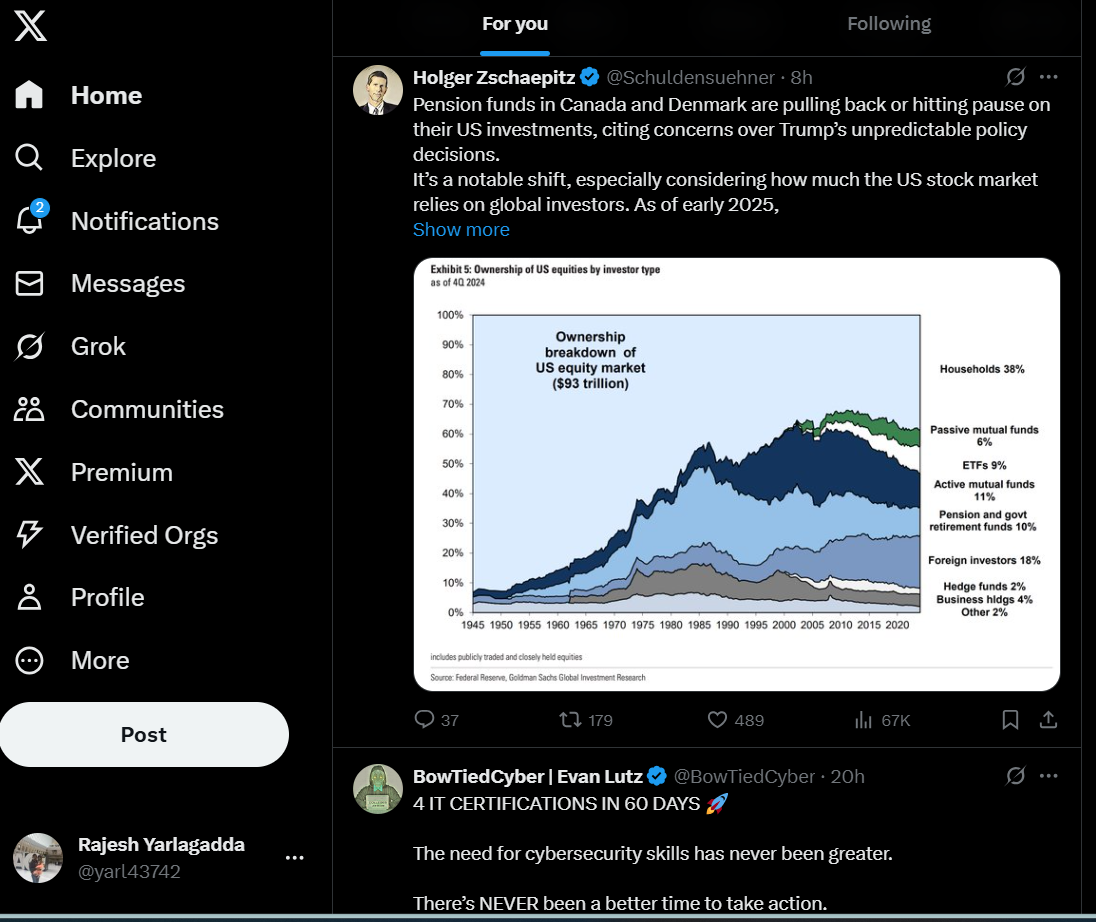 Home
Explore
2
Notifications
Messages
Grok
Communities
Premium
Verified Orgs
Profile
More
Post
Rajesh Yarlagadda
@yarl43742
For you
Following
Holger Zschaepitz @Schuldensuehner · 8h
Pension funds in Canada and Denmark are pulling back or hitting pause on
their US investments, citing concerns over Trump’s unpredictable policy
decisions.
It’s a notable shift, especially considering how much the US stock market
relies on global investors. As of early 2025,
Show more
Exhibit 5: Ownership of US equities by investor type
as of 4Q 2024
100%
90%
80%
70%
60%
50%
40%
30%
20%
10%
0%
Ownership
breakdown of
US equity market
($93 trillion)
Households 38%
Passive mutual funds
6%
ETFs 9%
Active mutual funds
11%
Pension and govt
retirement funds 10%
Foreign investors 18%
Hedge funds 2%
Business hldgs 4%
Other 2%
1945 1950 1955 1960 1965 1970 1975 1980 1985 1990 1995 2000 2005 2010 2015 2020
includes publicly traded and closely held equities
Source: Federal Reserve, Goldman Sachs Global Investment Research
37 179 489 67K
BowTiedCyber | Evan Lutz @BowTiedCyber · 20h
4 IT CERTIFICATIONS IN 60 DAYS 🚀
The need for cybersecurity skills has never been greater.
There’s NEVER been a better time to take action.